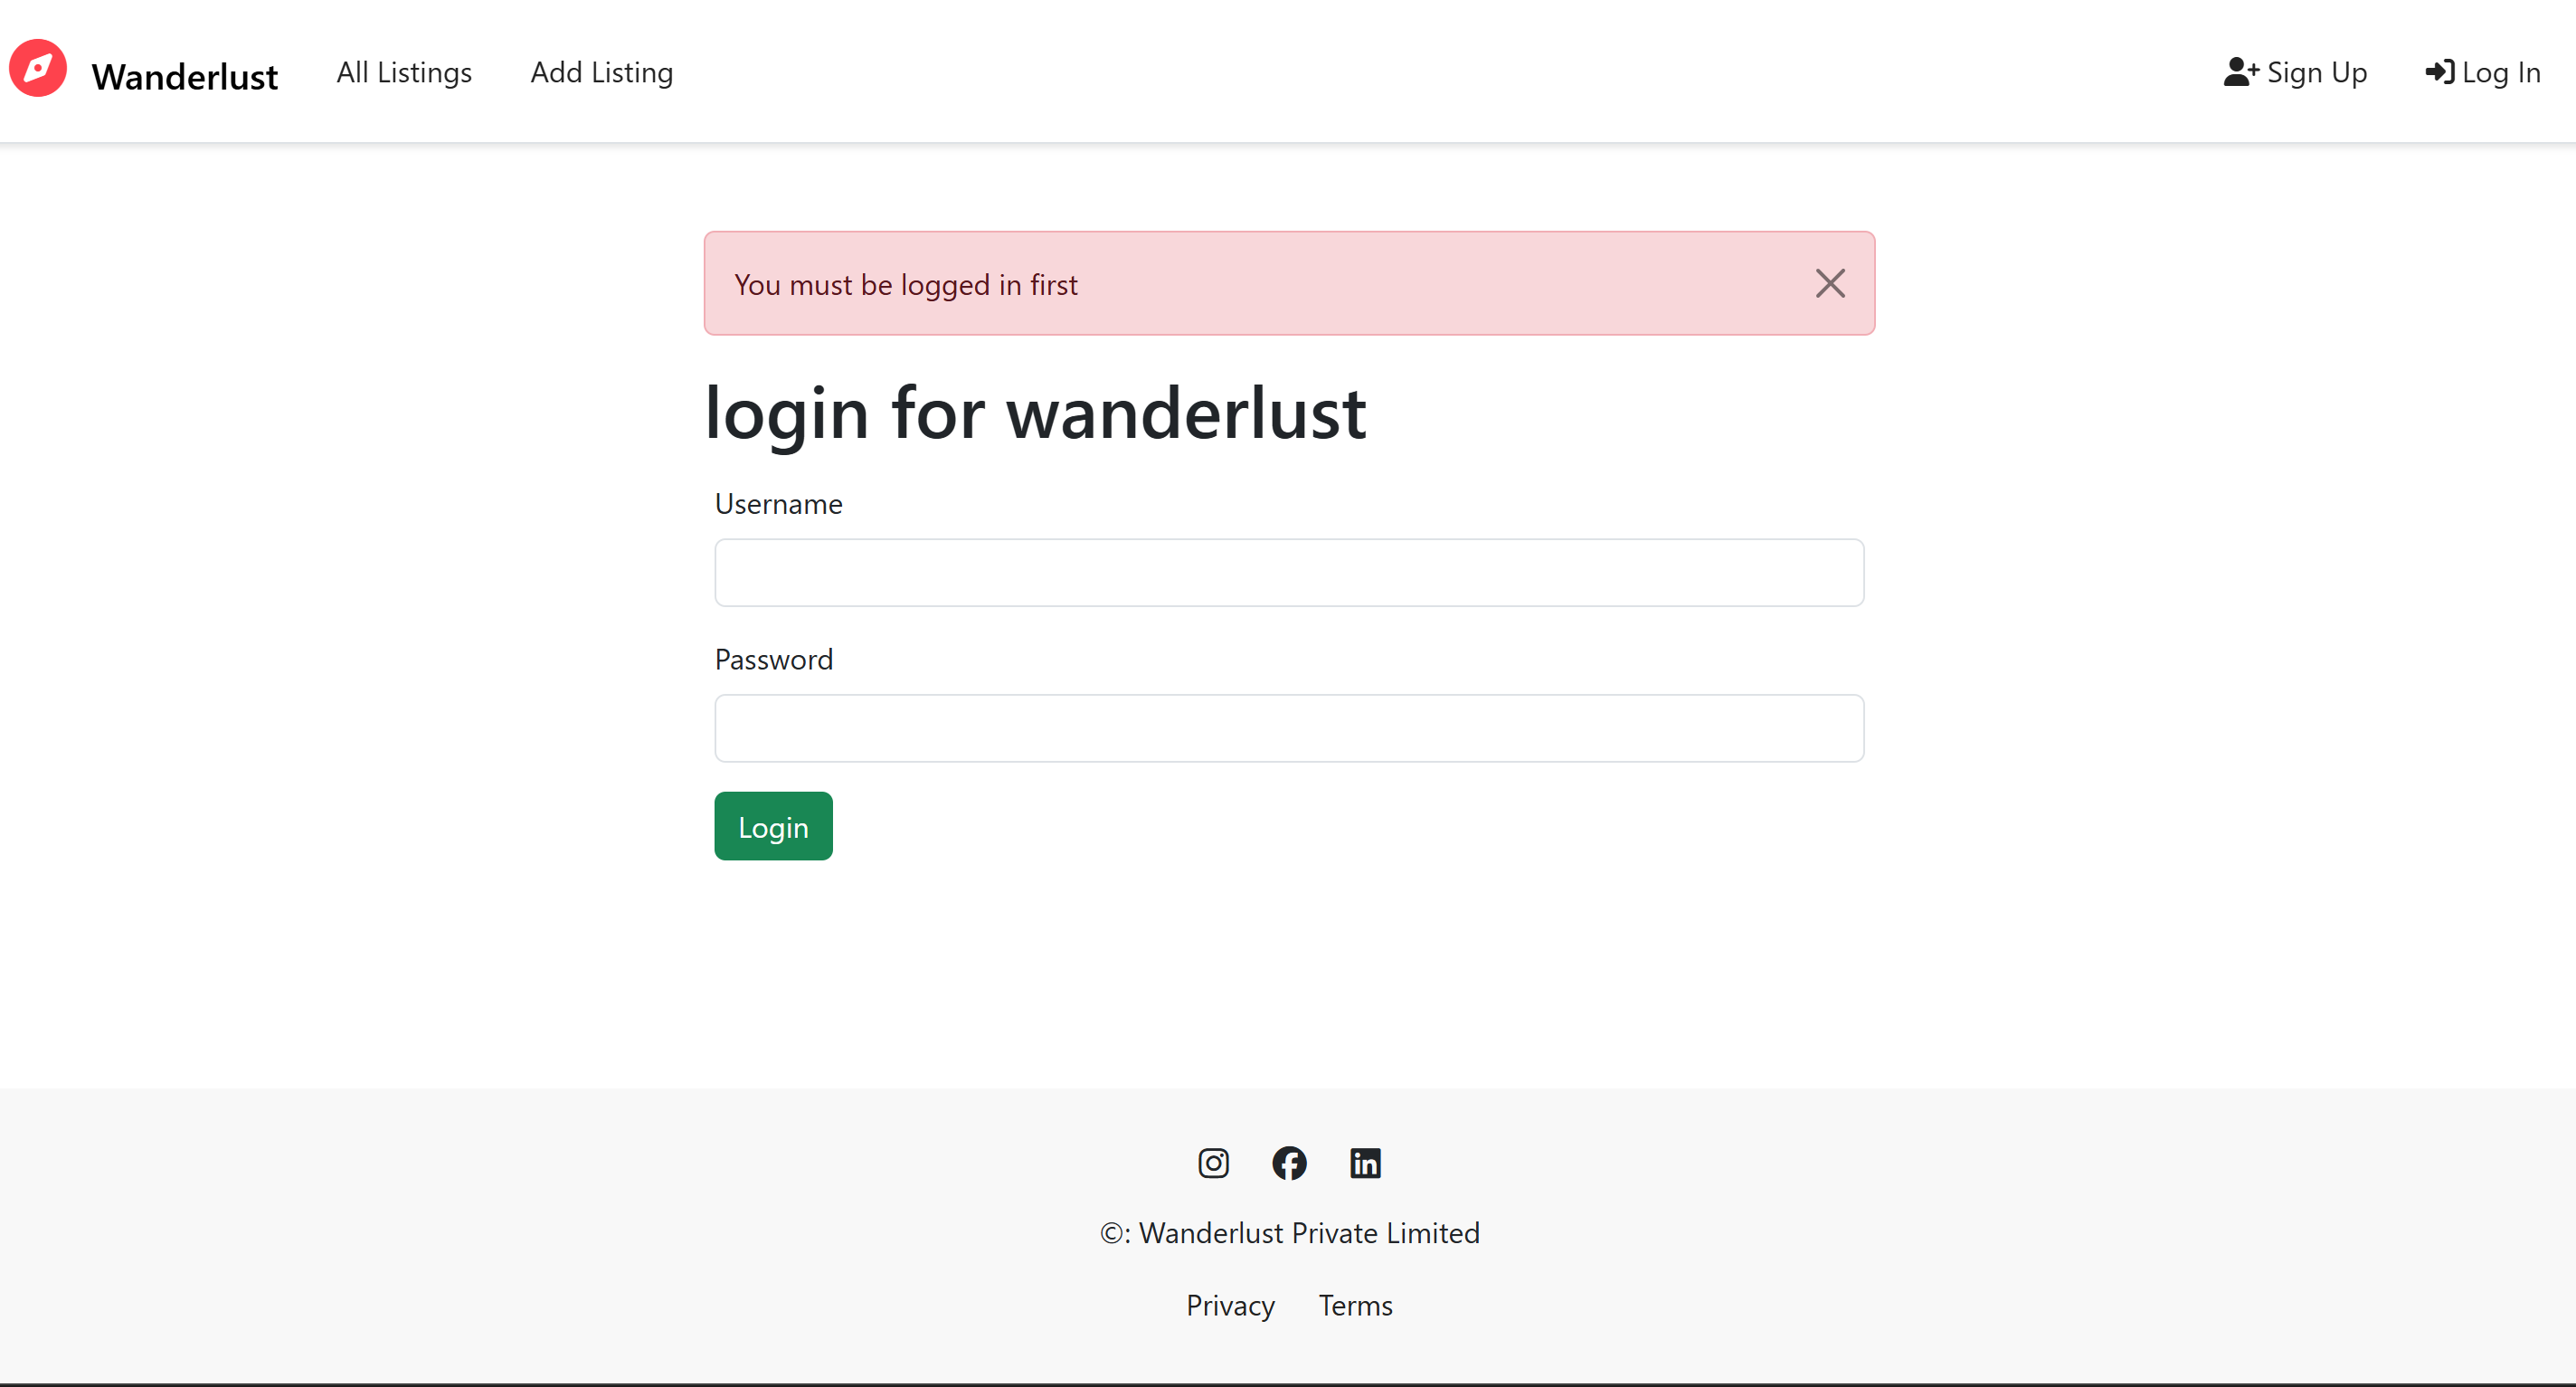 Wanderlust All Listings Add Listing Sign Up Log In
You must be logged in first
login for wanderlust
Username
Password
Login
©: Wanderlust Private Limited
Privacy Terms